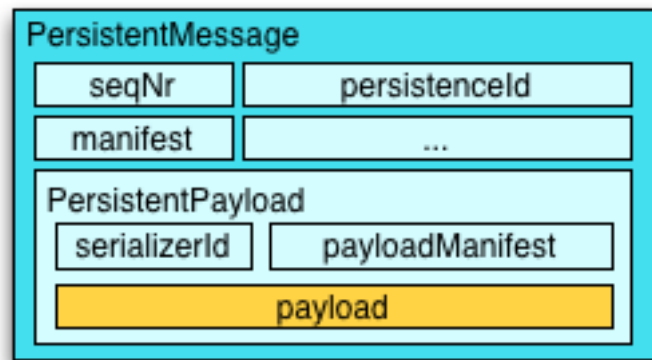 PersistentMessage
seqNr persistenceId
manifest ...
PersistentPayload
serializerId payloadManifest
payload